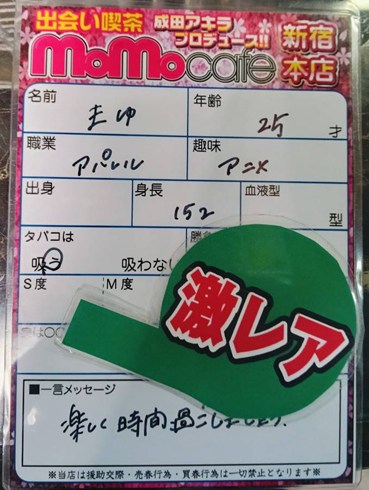 出会い喫茶
成田アキラ
プロデュース!!
新宿
本店
MoMocafe
名前
年齢
まゆ
25 才
職業
趣味
アパレル
アニメ
出身
身長
血液型
152
型
タバコは
吸う 吸わない
S度 M度
激レア
■一言メッセージ
楽しく時間過ごしましょう。
※当店は援助交際・売春行為・買春行為は一切禁止となります※